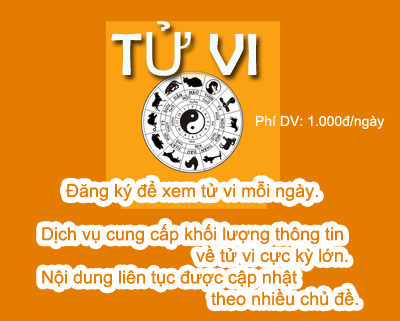 TỬ VI
Phí DV: 1.000đ/ngày
Đăng ký để xem tử vi mỗi ngày.
Dịch vụ cung cấp khối lượng thông tin
về tử vi cực kỳ lớn.
Nội dung liên tục được cập nhật
theo nhiều chủ đề.